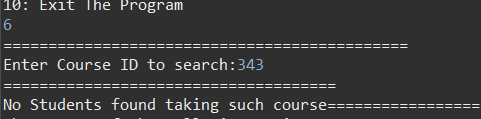 10: Exit The Program
6
=============================================
Enter Course ID to search:343
=====================================
No Students found taking such course=================